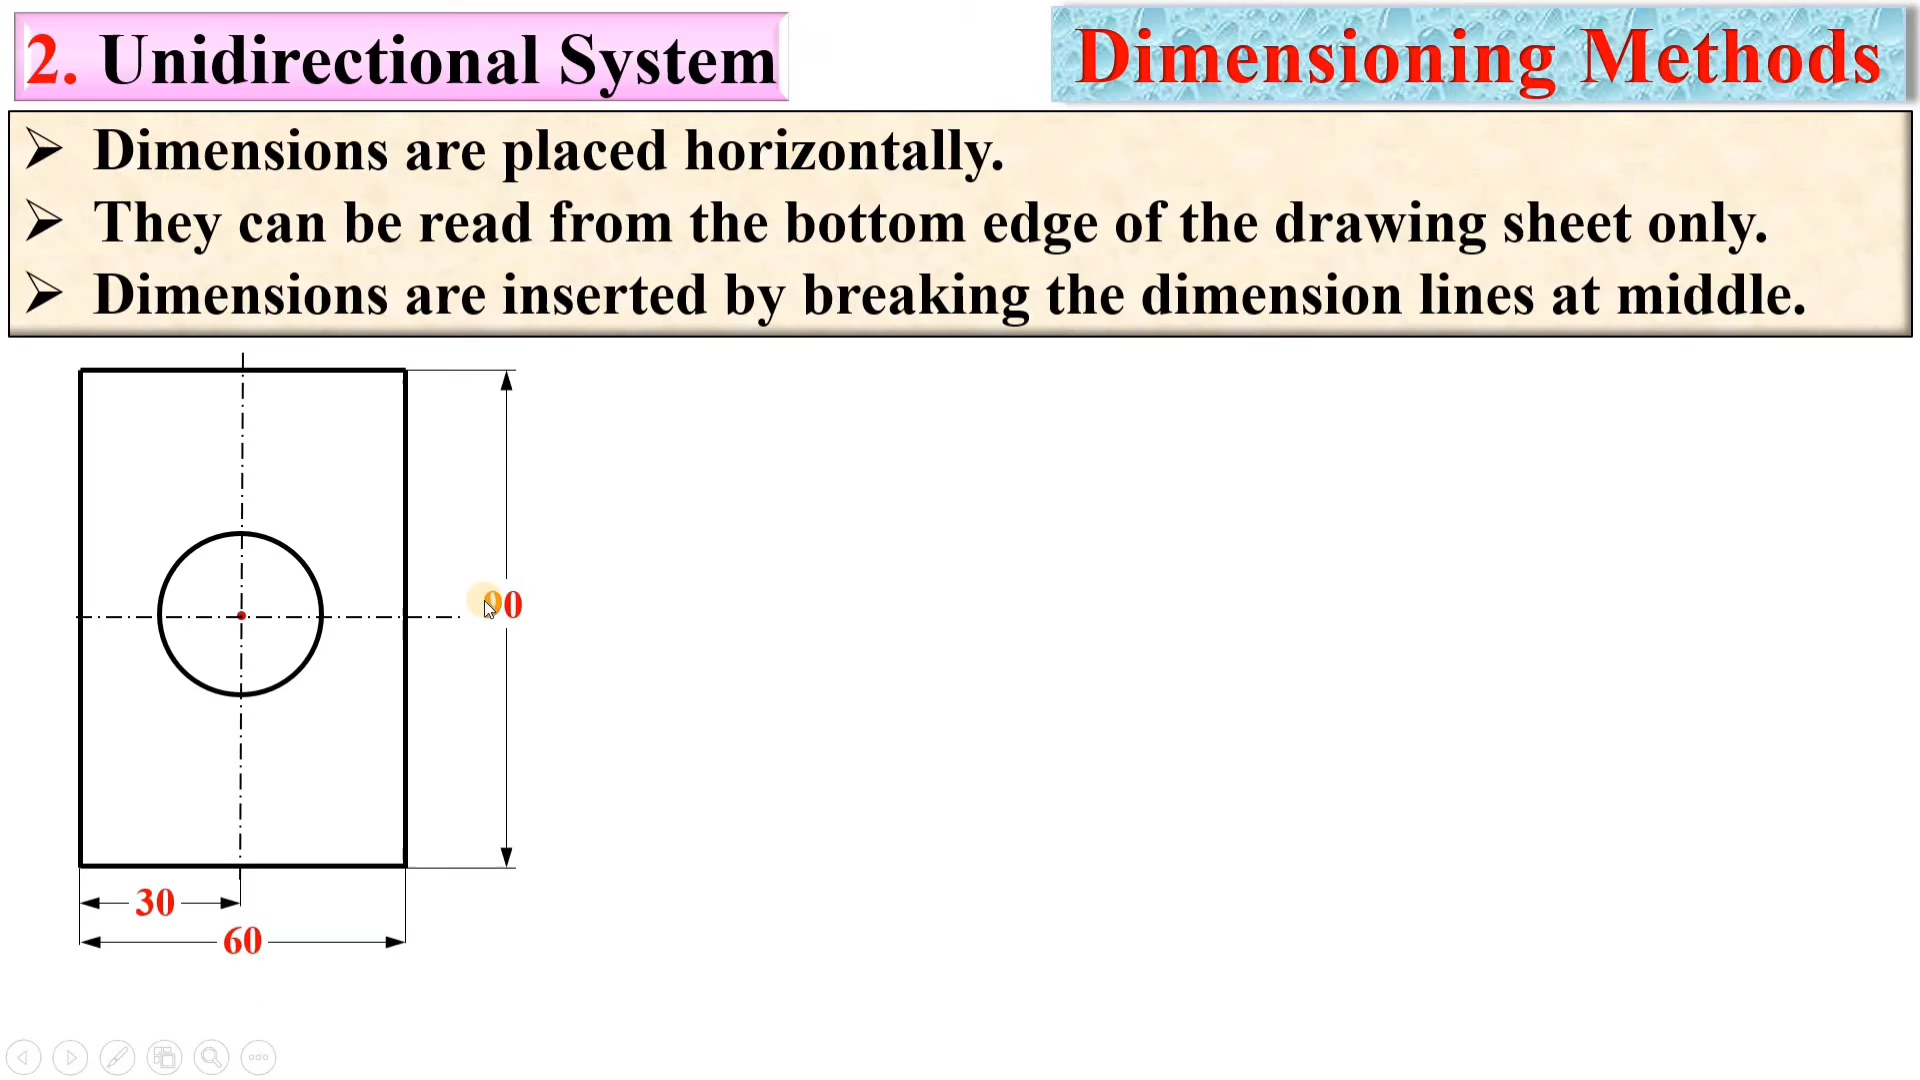 2. Unidirectional System
Dimensioning Methods
➢ Dimensions are placed horizontally.
➢ They can be read from the bottom edge of the drawing sheet only.
➢ Dimensions are inserted by breaking the dimension lines at middle.
90
30
60